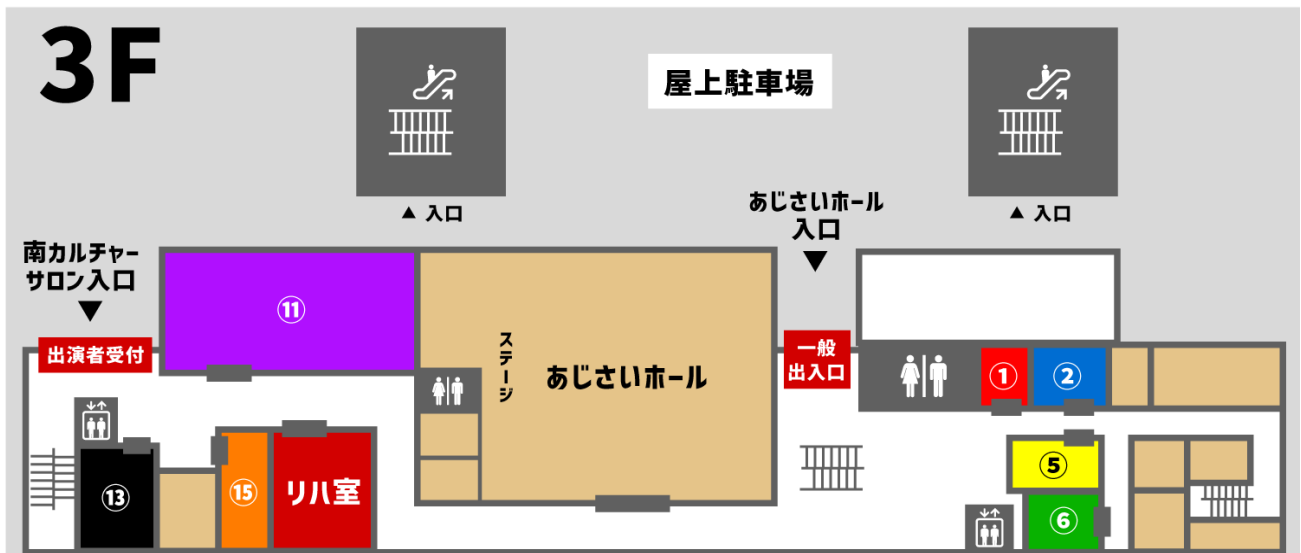 3F
屋上駐車場
▲ 入口
▲ 入口
あじさいホール
入口
▼
南カルチャー
サロン入口
▼
出演者受付
⑪
ステージ
あじさいホール
一般
出入口
①
②
⑬
⑮
リハ室
⑤
⑥